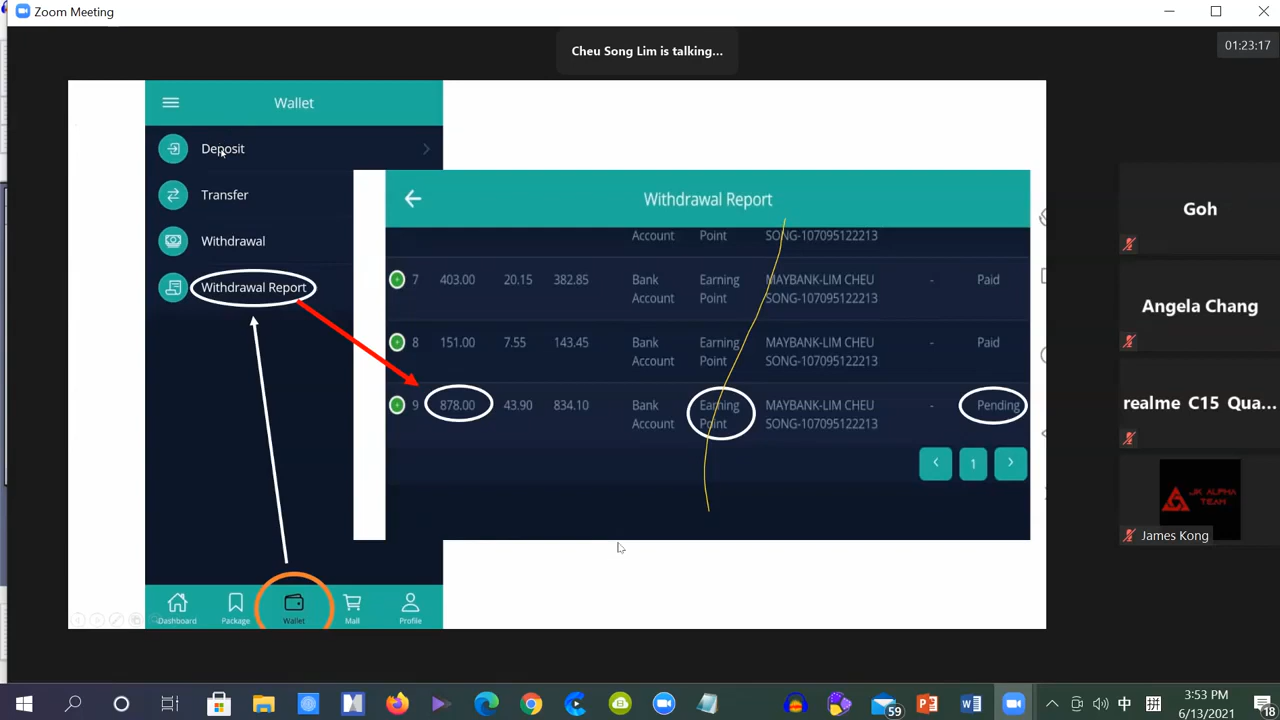 Zoom Meeting
Cheu Song Lim is talking...
01:23:17
Wallet
Deposit
Transfer
Withdrawal
Withdrawal Report
Withdrawal Report
Account Point SONG-107095122213
7 403.00 20.15 382.85 Bank Earning MAYBANK-LIM CHEU - Paid
Account Point SONG-107095122213
8 151.00 7.55 143.45 Bank Earning MAYBANK-LIM CHEU - Paid
Account Point SONG-107095122213
9 878.00 43.90 834.10 Bank Earning MAYBANK-LIM CHEU - Pending
Account Point SONG-107095122213
1
Dashboard Package Wallet Mall Profile
Goh
Angela Chang
realme C15 Qua...
JK ALPHA
TEAM
James Kong
59
中 拼
3:53 PM
6/13/2021
18